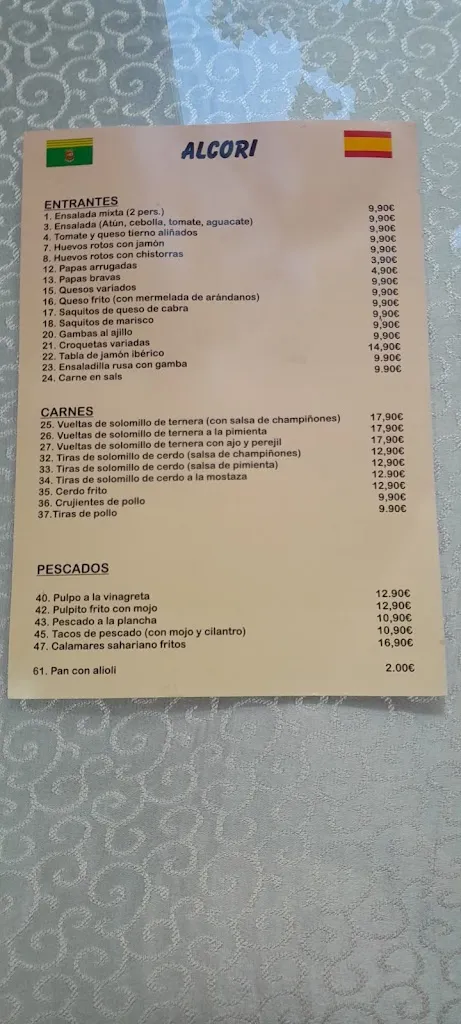 ALCORI
ENTRANTES
1. Ensalada mixta (2 pers.) 9,90€
3. Ensalada (Atún, cebolla, tomate, aguacate) 9,90€
4. Tomate y queso tierno aliñados 9,90€
7. Huevos rotos con jamón 9,90€
8. Huevos rotos con chistorras 9,90€
12. Papas arrugadas 3,90€
13. Papas bravas 4,90€
15. Quesos variados 9,90€
16. Queso frito (con mermelada de arándanos) 9,90€
17. Saquitos de queso de cabra 9,90€
18. Saquitos de marisco 9,90€
20. Gambas al ajillo 9,90€
21. Croquetas variadas 9,90€
22. Tabla de jamón ibérico 14,90€
23. Ensaladilla rusa con gamba 9.90€
24. Carne en sals 9.90€
CARNES
25. Vueltas de solomillo de ternera (con salsa de champiñones) 17,90€
26. Vueltas de solomillo de ternera a la pimienta 17,90€
27. Vueltas de solomillo de ternera con ajo y perejil 17,90€
32. Tiras de solomillo de cerdo (salsa de champiñones) 12,90€
33. Tiras de solomillo de cerdo (salsa de pimienta) 12,90€
34. Tiras de solomillo de cerdo a la mostaza 12.90€
35. Cerdo frito 12,90€
36. Crujientes de pollo 9,90€
37.Tiras de pollo 9.90€
PESCADOS
40. Pulpo a la vinagreta 12.90€
42. Pulpito frito con mojo 12,90€
43. Pescado a la plancha 10,90€
45. Tacos de pescado (con mojo y cilantro) 10,90€
47. Calamares sahariano fritos 16,90€
61. Pan con alioli 2.00€